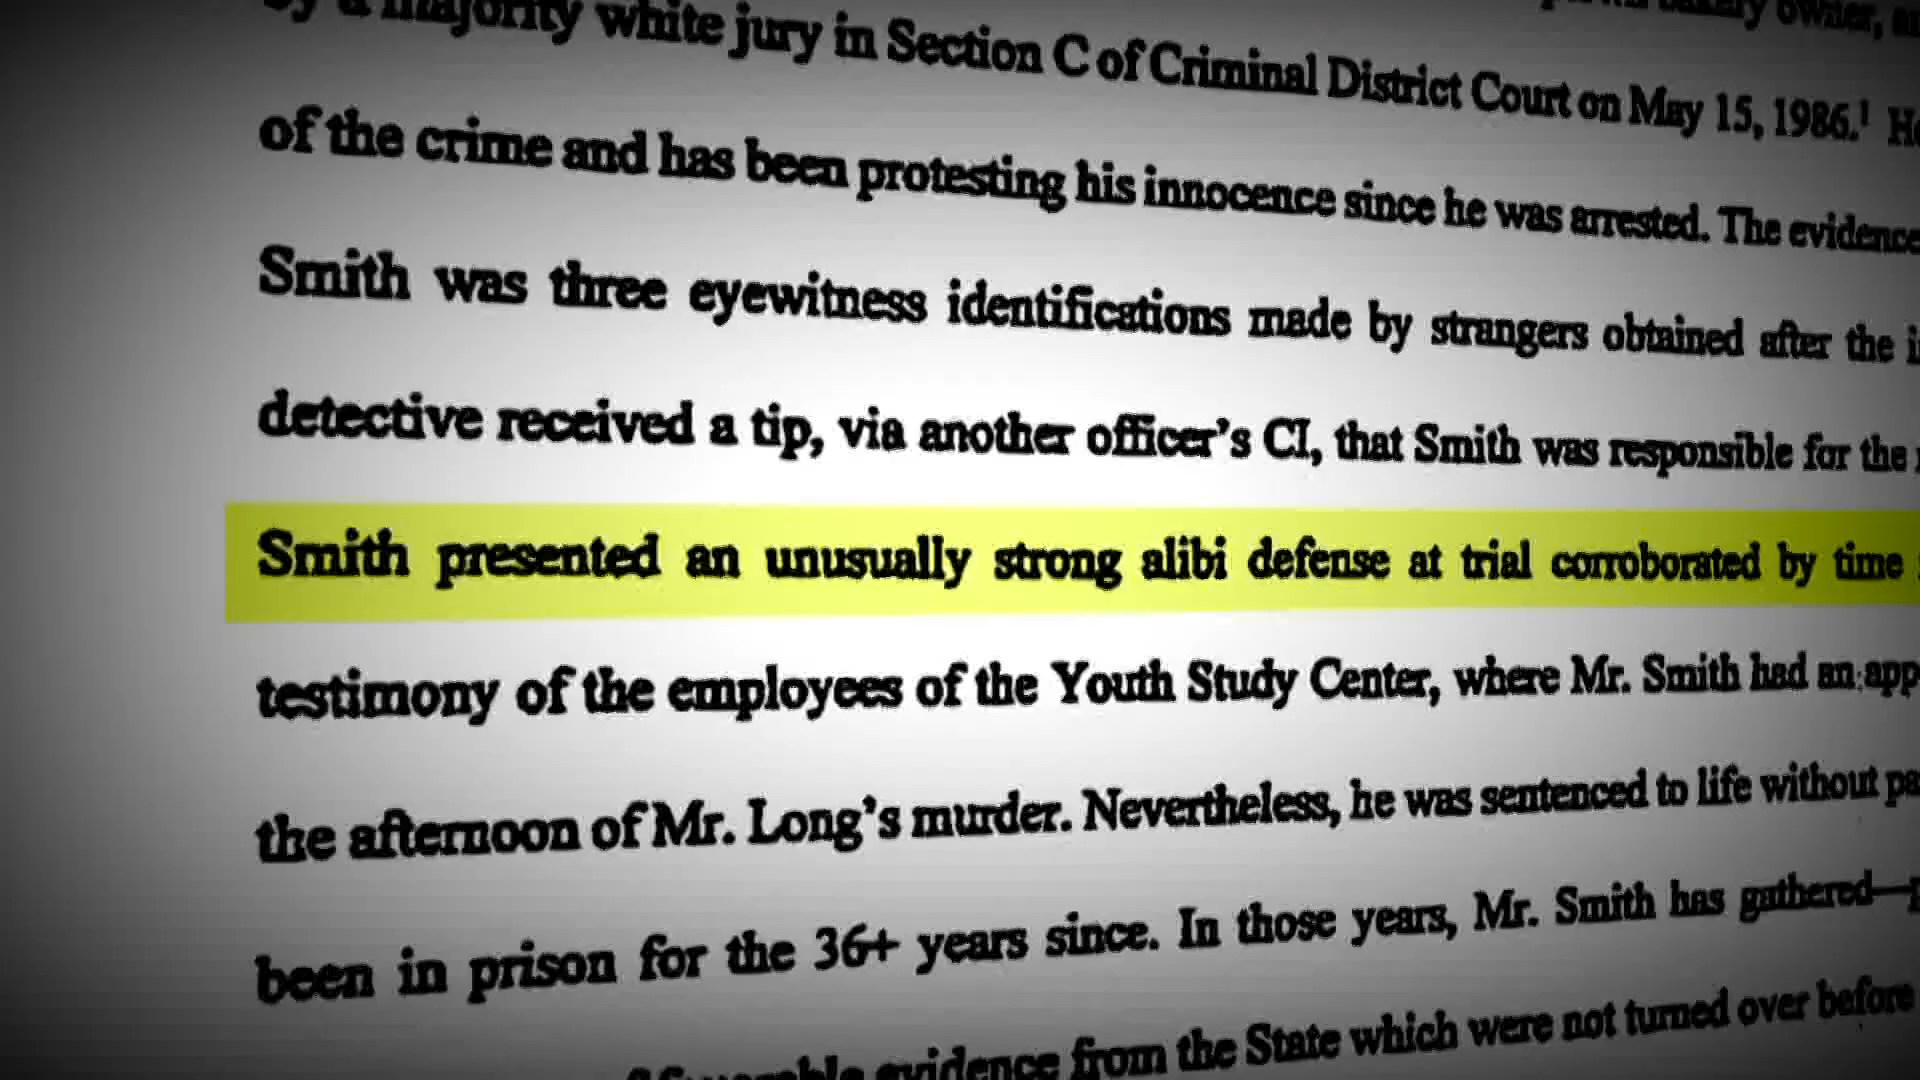 bakery owner,
by a majority white jury in Section C of Criminal District Court on May 15, 1986.¹
of the crime and has been protesting his innocence since he was arrested. The evidence
Smith was three eyewitness identifications made by strangers obtained after the
detective received a tip, via another officer's CI, that Smith was responsible for the
Smith presented an unusually strong alibi defense at trial corroborated by time
testimony of the employees of the Youth Study Center, where Mr. Smith had an
the afternoon of Mr. Long's murder. Nevertheless, he was sentenced to life without
been in prison for the 36+ years since. In those years, Mr. Smith has gathered—
evidence from the State which were not turned over before